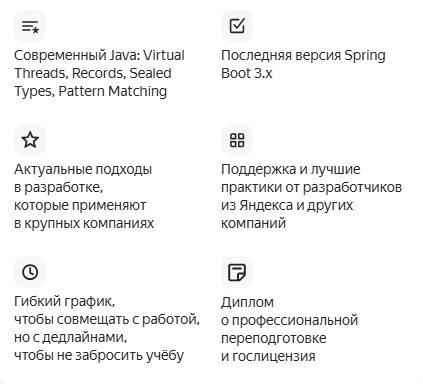 Современный Java: Virtual
Threads, Records, Sealed
Types, Pattern Matching
Последняя версия Spring
Boot 3.x
Актуальные подходы
в разработке,
которые применяют
в крупных компаниях
Поддержка и лучшие
практики от разработчиков
из Яндекса и других
компаний
Гибкий график,
чтобы совмещать с работой,
но с дедлайнами,
чтобы не забросить учёбу
Диплом
о профессиональной
переподготовке
и гослицензия